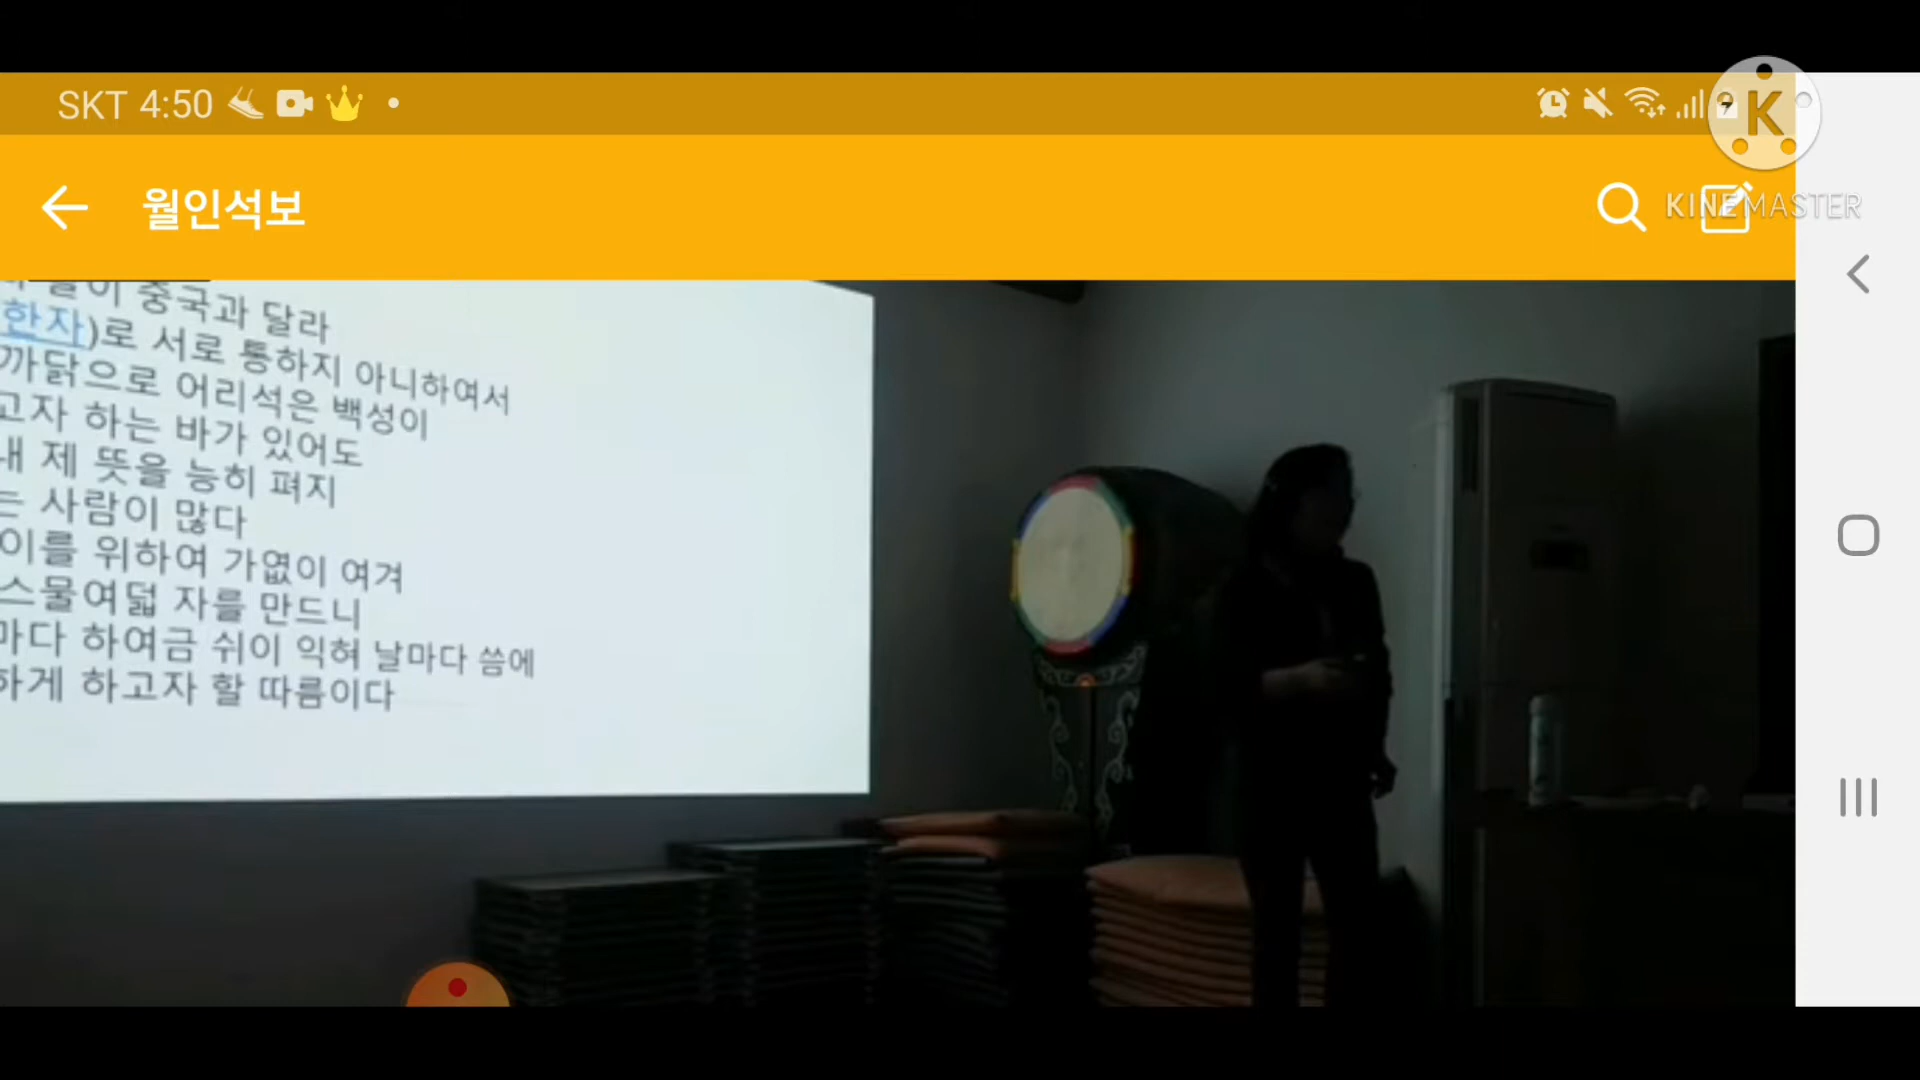 SKT 4:50
월인석보
K
KINEMASTER
중국과 달라
한자)로 서로 통하지 아니하여서
까닭으로 어리석은 백성이
고자 하는 바가 있어도
내 제 뜻을 능히 펴지
는 사람이 많다
이를 위하여 가엾이 여겨
스물여덟 자를 만드니
마다 하여금 쉬이 익혀 날마다 씀에
하게 하고자 할 따름이다